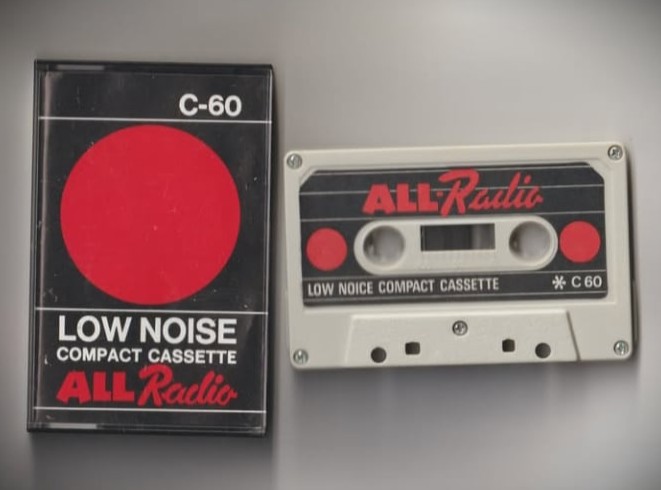 C-60
LOW NOISE
COMPACT CASSETTE
ALL Radio
ALL-Radio
LOW NOICE COMPACT CASSETTE
* C 60